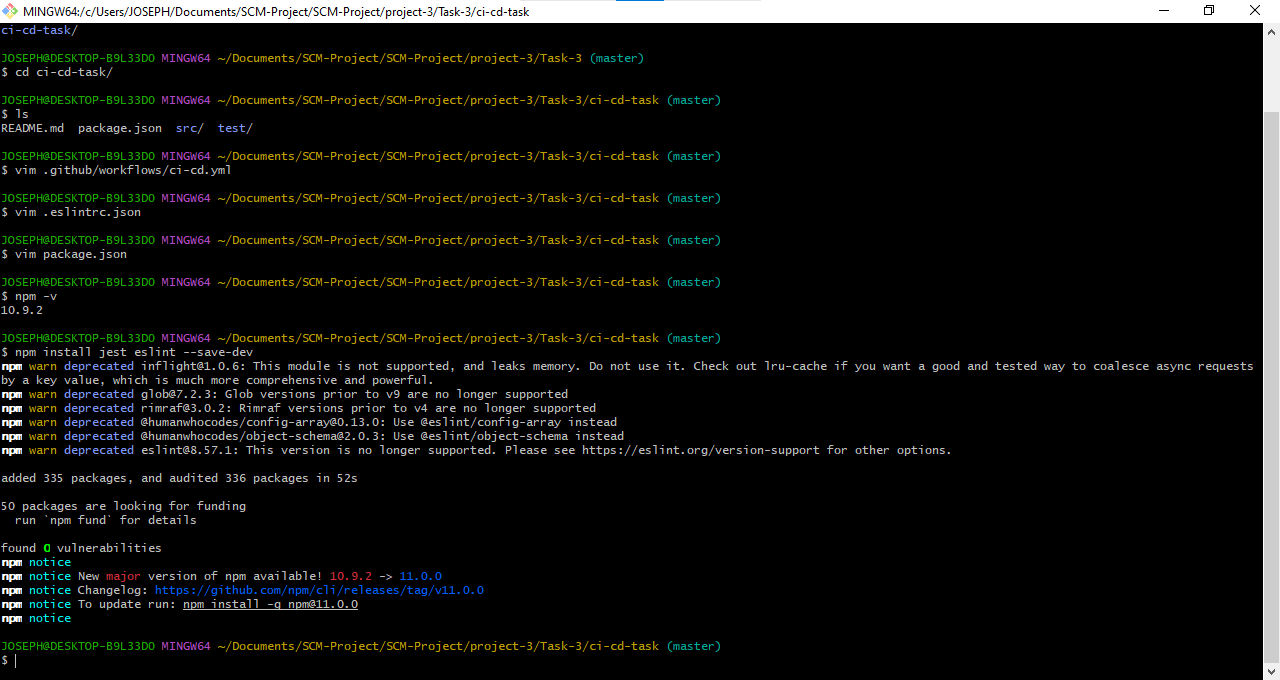 MINGW64:/c/Users/JOSEPH/Documents/SCM-Project/SCM-Project/project-3/Task-3/ci-cd-task
ci-cd-task/
JOSEPH@DESKTOP-B9L33DO MINGW64 ~/Documents/SCM-Project/SCM-Project/project-3/Task-3 (master)
$ cd ci-cd-task/
JOSEPH@DESKTOP-B9L33DO MINGW64 ~/Documents/SCM-Project/SCM-Project/project-3/Task-3/ci-cd-task (master)
$ ls
README.md  package.json  src/  test/
JOSEPH@DESKTOP-B9L33DO MINGW64 ~/Documents/SCM-Project/SCM-Project/project-3/Task-3/ci-cd-task (master)
$ vim .github/workflows/ci-cd.yml
JOSEPH@DESKTOP-B9L33DO MINGW64 ~/Documents/SCM-Project/SCM-Project/project-3/Task-3/ci-cd-task (master)
$ vim .eslintrc.json
JOSEPH@DESKTOP-B9L33DO MINGW64 ~/Documents/SCM-Project/SCM-Project/project-3/Task-3/ci-cd-task (master)
$ vim package.json
JOSEPH@DESKTOP-B9L33DO MINGW64 ~/Documents/SCM-Project/SCM-Project/project-3/Task-3/ci-cd-task (master)
$ npm -v
10.9.2
JOSEPH@DESKTOP-B9L33DO MINGW64 ~/Documents/SCM-Project/SCM-Project/project-3/Task-3/ci-cd-task (master)
$ npm install jest eslint --save-dev
npm warn deprecated inflight@1.0.6: This module is not supported, and leaks memory. Do not use it. Check out lru-cache if you want a good and tested way to coalesce async requests
by a key value, which is much more comprehensive and powerful.
npm warn deprecated glob@7.2.3: Glob versions prior to v9 are no longer supported
npm warn deprecated rimraf@3.0.2: Rimraf versions prior to v4 are no longer supported
npm warn deprecated @humanwhocodes/config-array@0.13.0: Use @eslint/config-array instead
npm warn deprecated @humanwhocodes/object-schema@2.0.3: Use @eslint/object-schema instead
npm warn deprecated eslint@8.57.1: This version is no longer supported. Please see https://eslint.org/version-support for other options.
added 335 packages, and audited 336 packages in 52s
50 packages are looking for funding
  run `npm fund` for details
found 0 vulnerabilities
npm notice
npm notice New major version of npm available! 10.9.2 -> 11.0.0
npm notice Changelog: https://github.com/npm/cli/releases/tag/v11.0.0
npm notice To update run: npm install -g npm@11.0.0
npm notice
JOSEPH@DESKTOP-B9L33DO MINGW64 ~/Documents/SCM-Project/SCM-Project/project-3/Task-3/ci-cd-task (master)
$